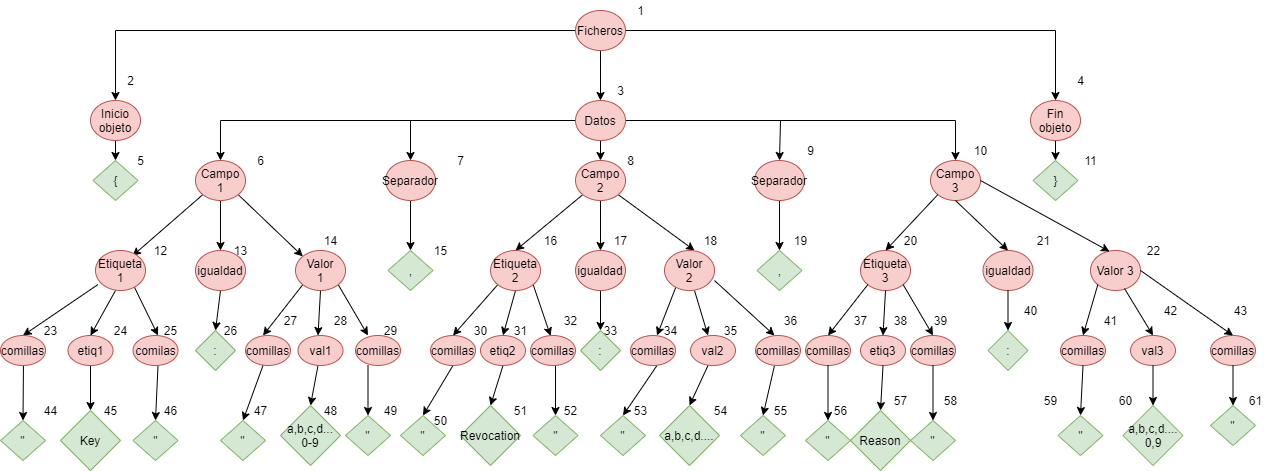 1
Ficheros
2
3
4
Inicio
objeto
Datos
Fin
objeto
5
6
7
8
9
10
11
{
Campo
1
Separador
Campo
2
Separador
Campo
3
}
12
13
14
15
16
17
18
19
20
21
22
Etiqueta
1
igualdad
Valor
1
,
Etiqueta
2
igualdad
Valor
2
,
Etiqueta
3
igualdad
Valor 3
23
24
25
26
27
28
29
30
31
32
33
34
35
36
37
38
39
40
41
42
43
comillas
etiq1
comilas
:
comillas
val1
comillas
comillas
etiq2
comillas
:
comillas
val2
comillas
comillas
etiq3
comillas
:
comillas
val3
comillas
44
45
46
47
48
49
50
51
52
53
54
55
56
57
58
59
60
61
"
Key
"
"
a,b,c,d...
0-9
"
"
Revocation
"
"
a,b,c,d....
"
"
Reason
"
"
a,b,c,d....
0,9
"